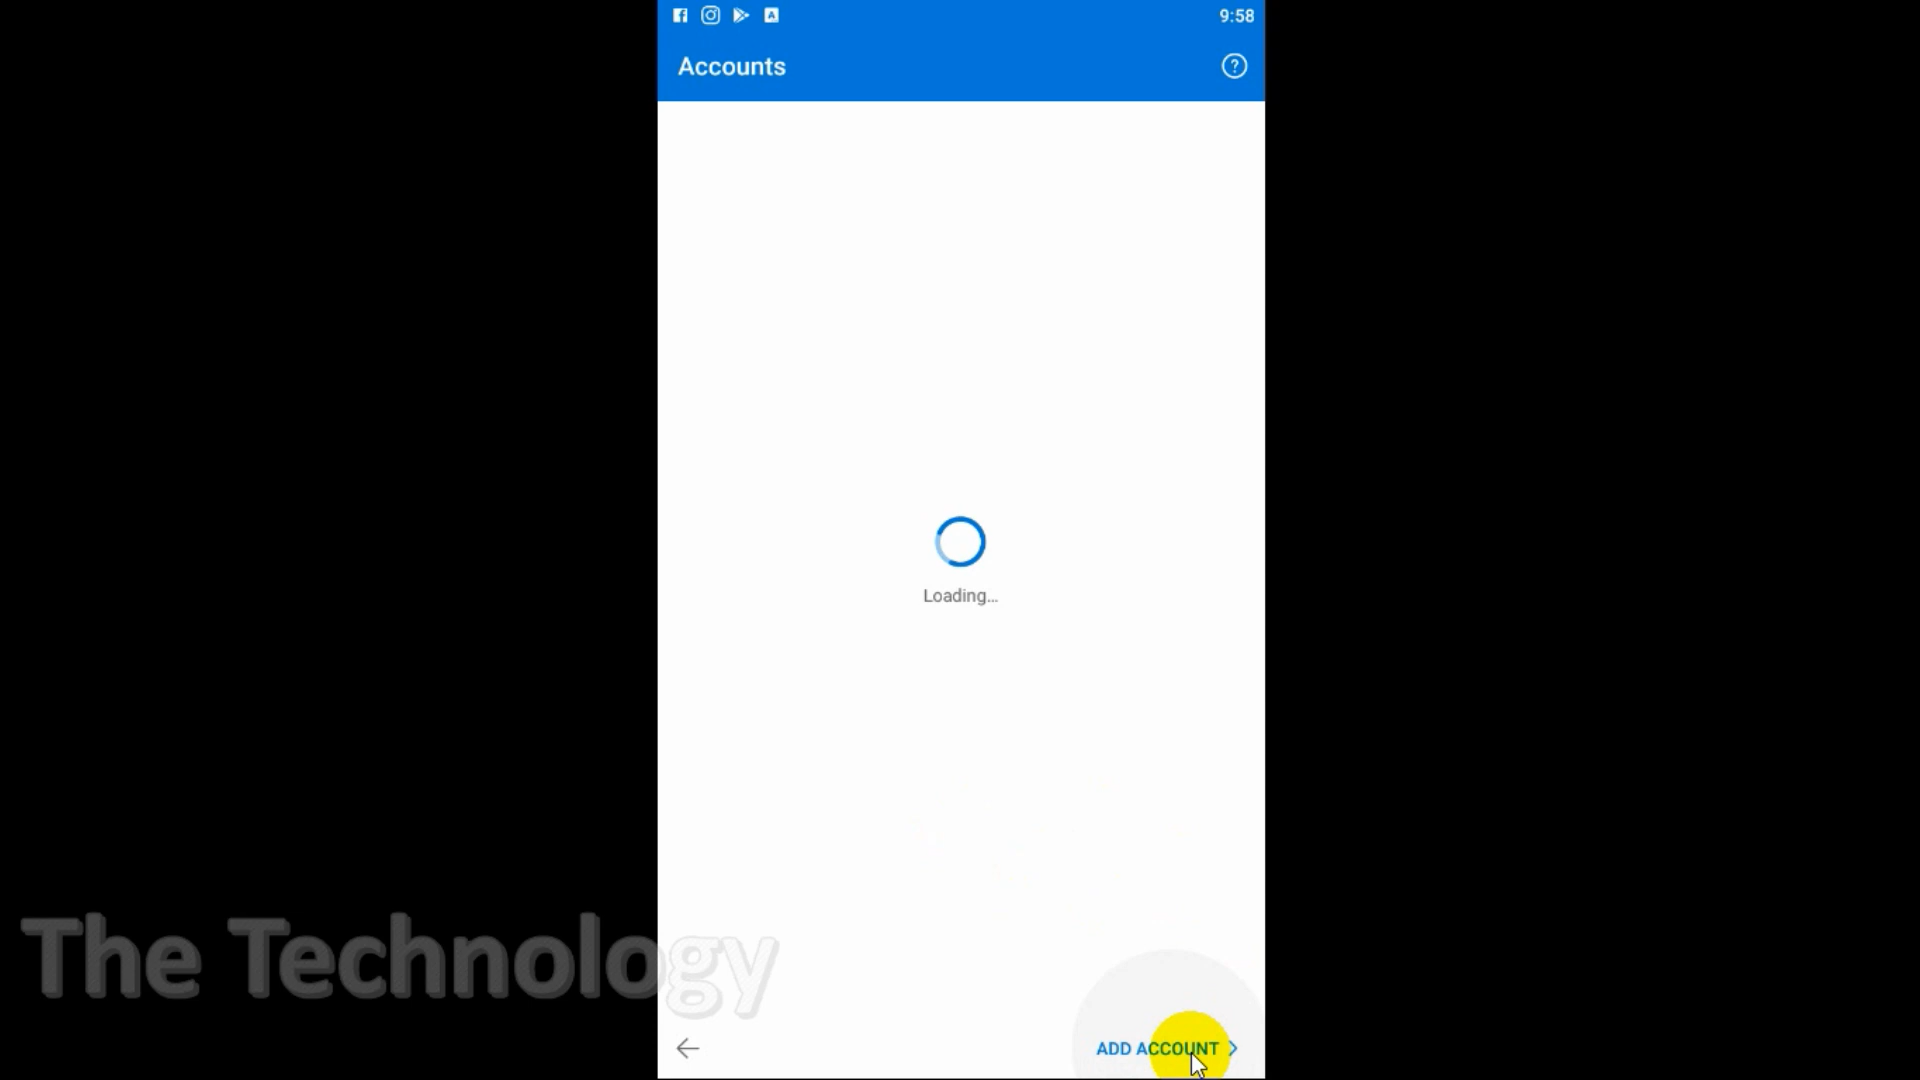 9:58
Accounts
Loading...
The Technology
ADD ACCOUNT